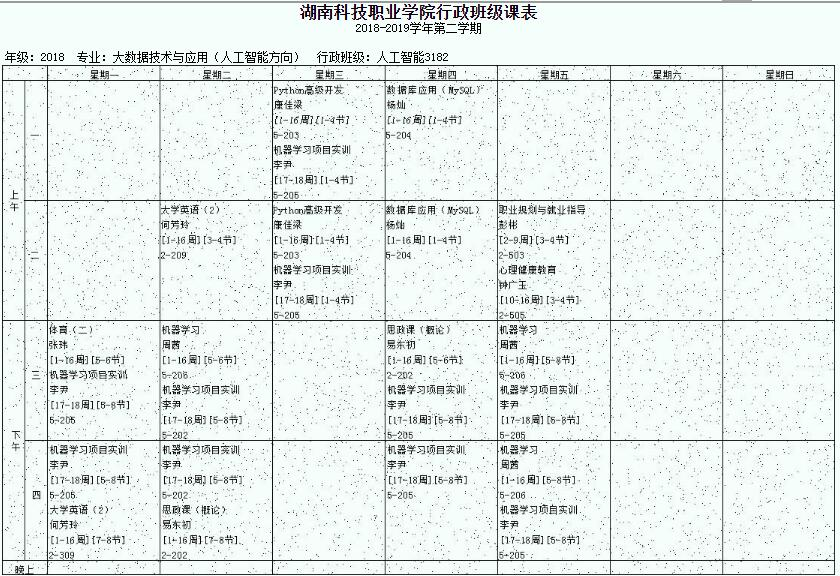 湖南科技职业学院行政班级课表
2018-2019学年第二学期
年级：2018 专业：大数据技术与应用（人工智能方向） 行政班级：人工智能3182
星期一 星期二 星期三 星期四 星期五 星期六 星期日
上午
一
Python高级开发
康佳梁
[1-16周][1-4节]
5-203
机器学习项目实训
李尹
[17-18周][1-4节]
5-205
数据库应用（MySQL）
杨灿
[1-16周][1-4节]
5-204
二
大学英语（2）
何芳玲
[1-16周][3-4节]
2-209
Python高级开发
康佳梁
[1-16周][1-4节]
5-203
机器学习项目实训
李尹
[17-18周][1-4节]
5-205
数据库应用（MySQL）
杨灿
[1-16周][1-4节]
5-204
职业规划与就业指导
彭彬
[2-9周][3-4节]
2-503
心理健康教育
钟广玉
[10-16周][3-4节]
2-505
下午
三
体育（二）
张玮
[1-16周][5-6节]
机器学习项目实训
李尹
[17-18周][5-8节]
5-205
机器学习
周茜
[1-16周][5-6节]
5-206
机器学习项目实训
李尹
[17-18周][5-8节]
5-202
思政课（概论）
易东初
[1-16周][5-6节]
2-202
机器学习项目实训
李尹
[17-18周][5-8节]
5-205
机器学习
周茜
[1-16周][5-8节]
5-206
机器学习项目实训
李尹
[17-18周][5-8节]
5-205
四
机器学习项目实训
李尹
[17-18周][5-8节]
5-205
大学英语（2）
何芳玲
[1-16周][7-8节]
2-309
机器学习项目实训
李尹
[17-18周][5-8节]
5-202
思政课（概论）
易东初
[1-16周][7-8节]
2-202
机器学习项目实训
李尹
[17-18周][5-8节]
5-205
机器学习
周茜
[1-16周][5-8节]
5-206
机器学习项目实训
李尹
[17-18周][5-8节]
5-205
晚上